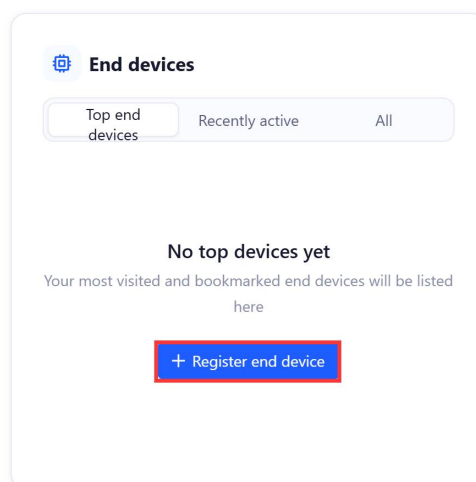 End devices
Top end
devices
Recently active
All
No top devices yet
Your most visited and bookmarked end devices will be listed
here
+ Register end device